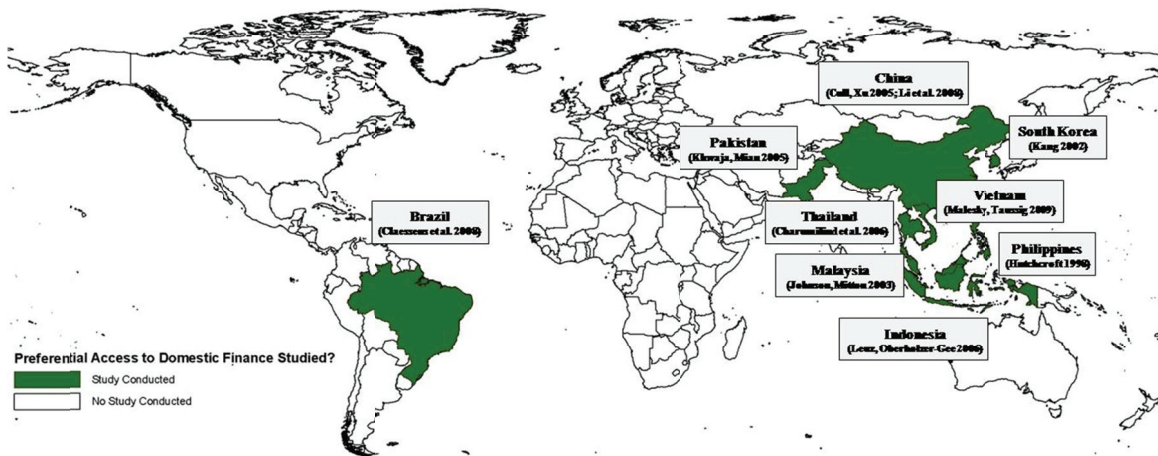 China
(Cull, Xu 2005; Li et al. 2008)
South Korea
(Kang 2002)
Pakistan
(Khwaja, Mian 2005)
Vietnam
(Malesky, Taussig 2009)
Brazil
(Claessens et al. 2008)
Thailand
(Charumilind et al. 2006)
Philippines
(Hutchcroft 1998)
Malaysia
(Johnson, Mitton 2003)
Indonesia
(Leuz, Oberholzer-Gee 2006)
Preferential Access to Domestic Finance Studied?
Study Conducted
No Study Conducted